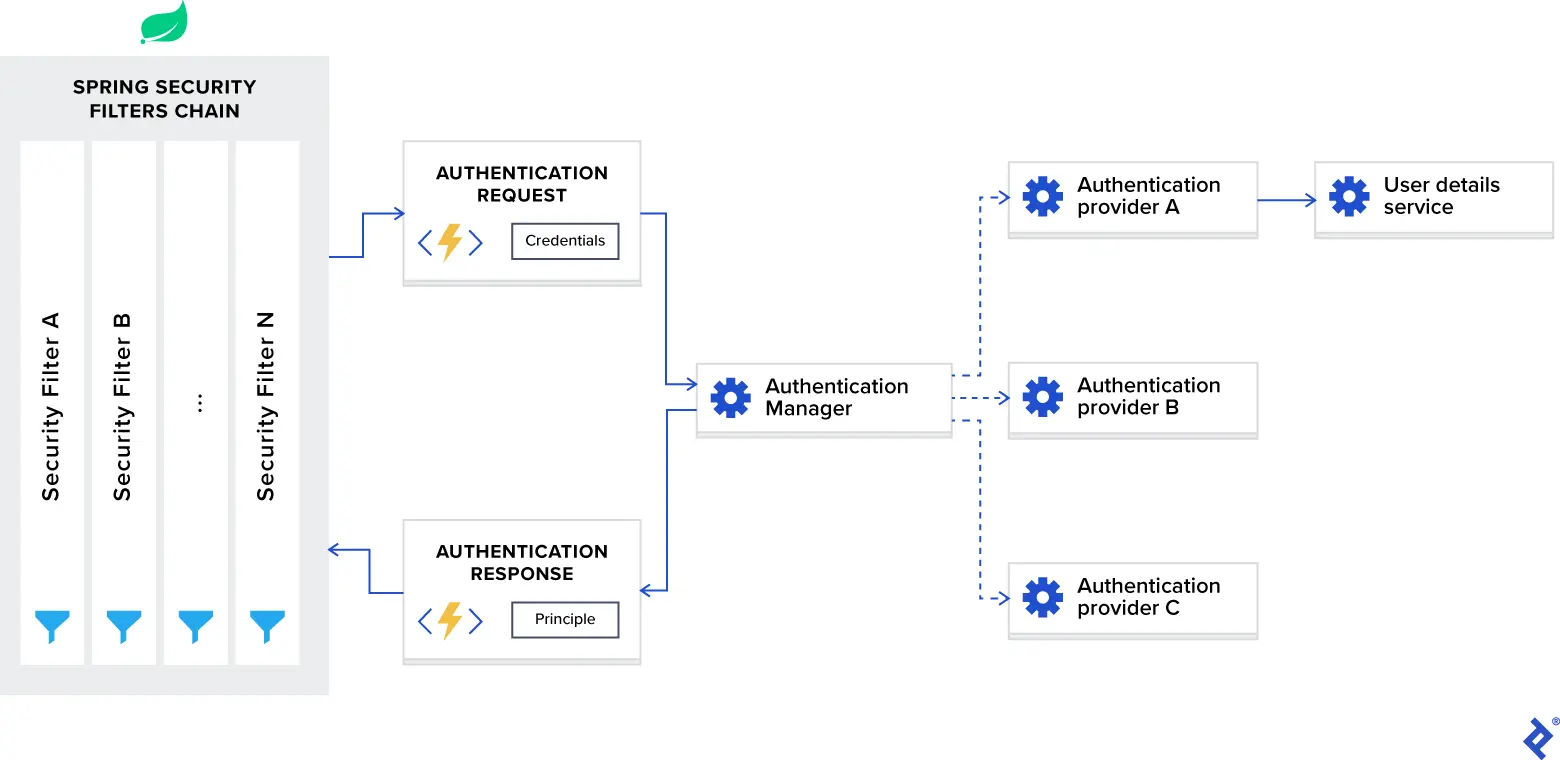 SPRING SECURITY
FILTERS CHAIN
Security Filter A
Security Filter B
...
Security Filter N
AUTHENTICATION
REQUEST
Credentials
AUTHENTICATION
RESPONSE
Principle
Authentication
Manager
Authentication
provider A
User details
service
Authentication
provider B
Authentication
provider C
®